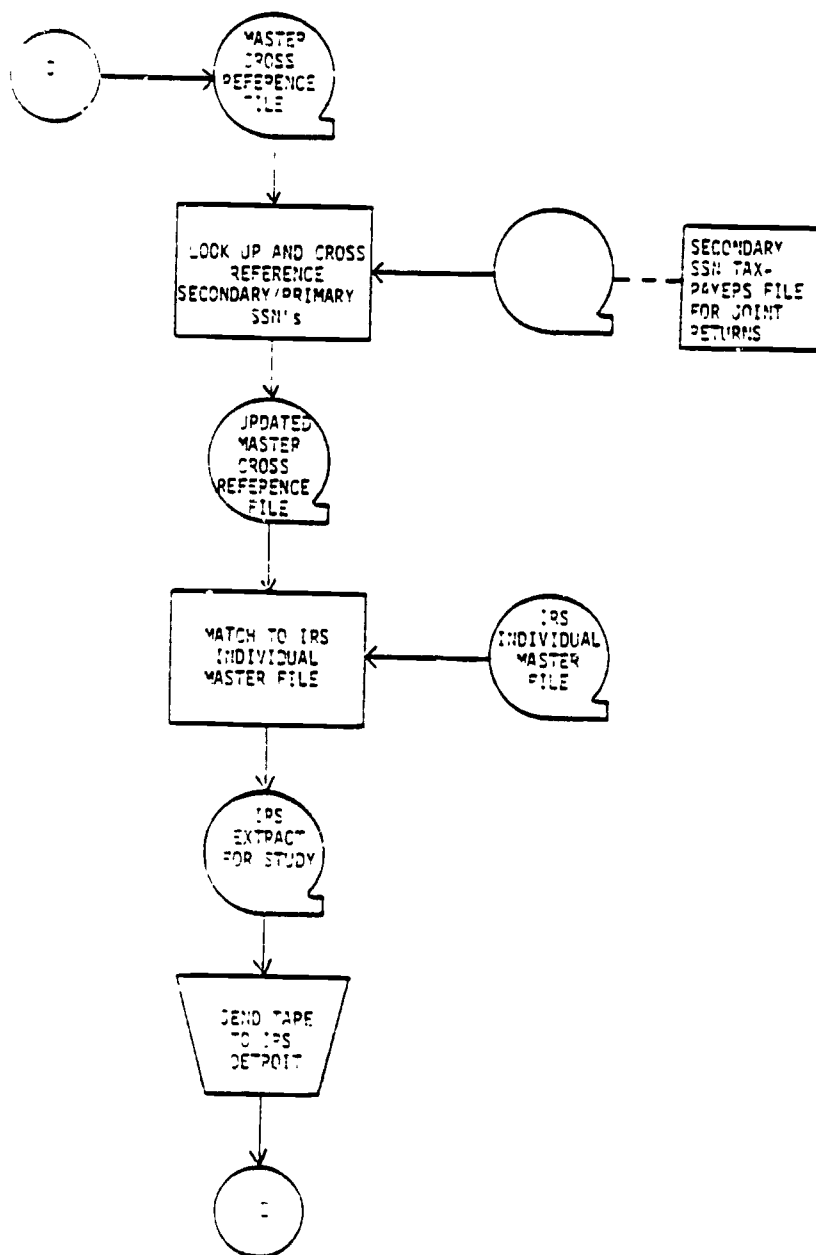 MASTER
CROSS
REFERENCE
FILE
LOOK UP AND CROSS
REFERENCE
SECONDARY/PRIMARY
SSN's
SECONDARY
SSN TAX-
PAYERS FILE
FOR JOINT
RETURNS
UPDATED
MASTER
CROSS
REFERENCE
FILE
MATCH TO IRS
INDIVIDUAL
MASTER FILE
IRS
INDIVIDUAL
MASTER
FILE
IRS
EXTRACT
FOR STUDY
SEND TAPE
TO IRS
DETROIT